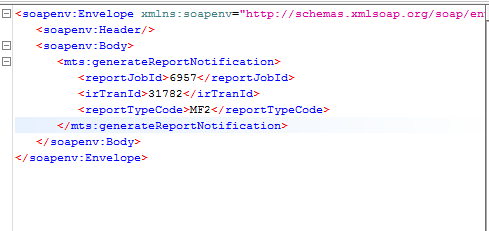 <soapenv:Envelope xmlns:soapenv="http://schemas.xmlsoap.org/soap/en
<soapenv:Header/>
<soapenv:Body>
<mts:generateReportNotification>
<reportJobId>6957</reportJobId>
<irTranId>31782</irTranId>
<reportTypeCode>MF2</reportTypeCode>
</mts:generateReportNotification>
</soapenv:Body>
</soapenv:Envelope>